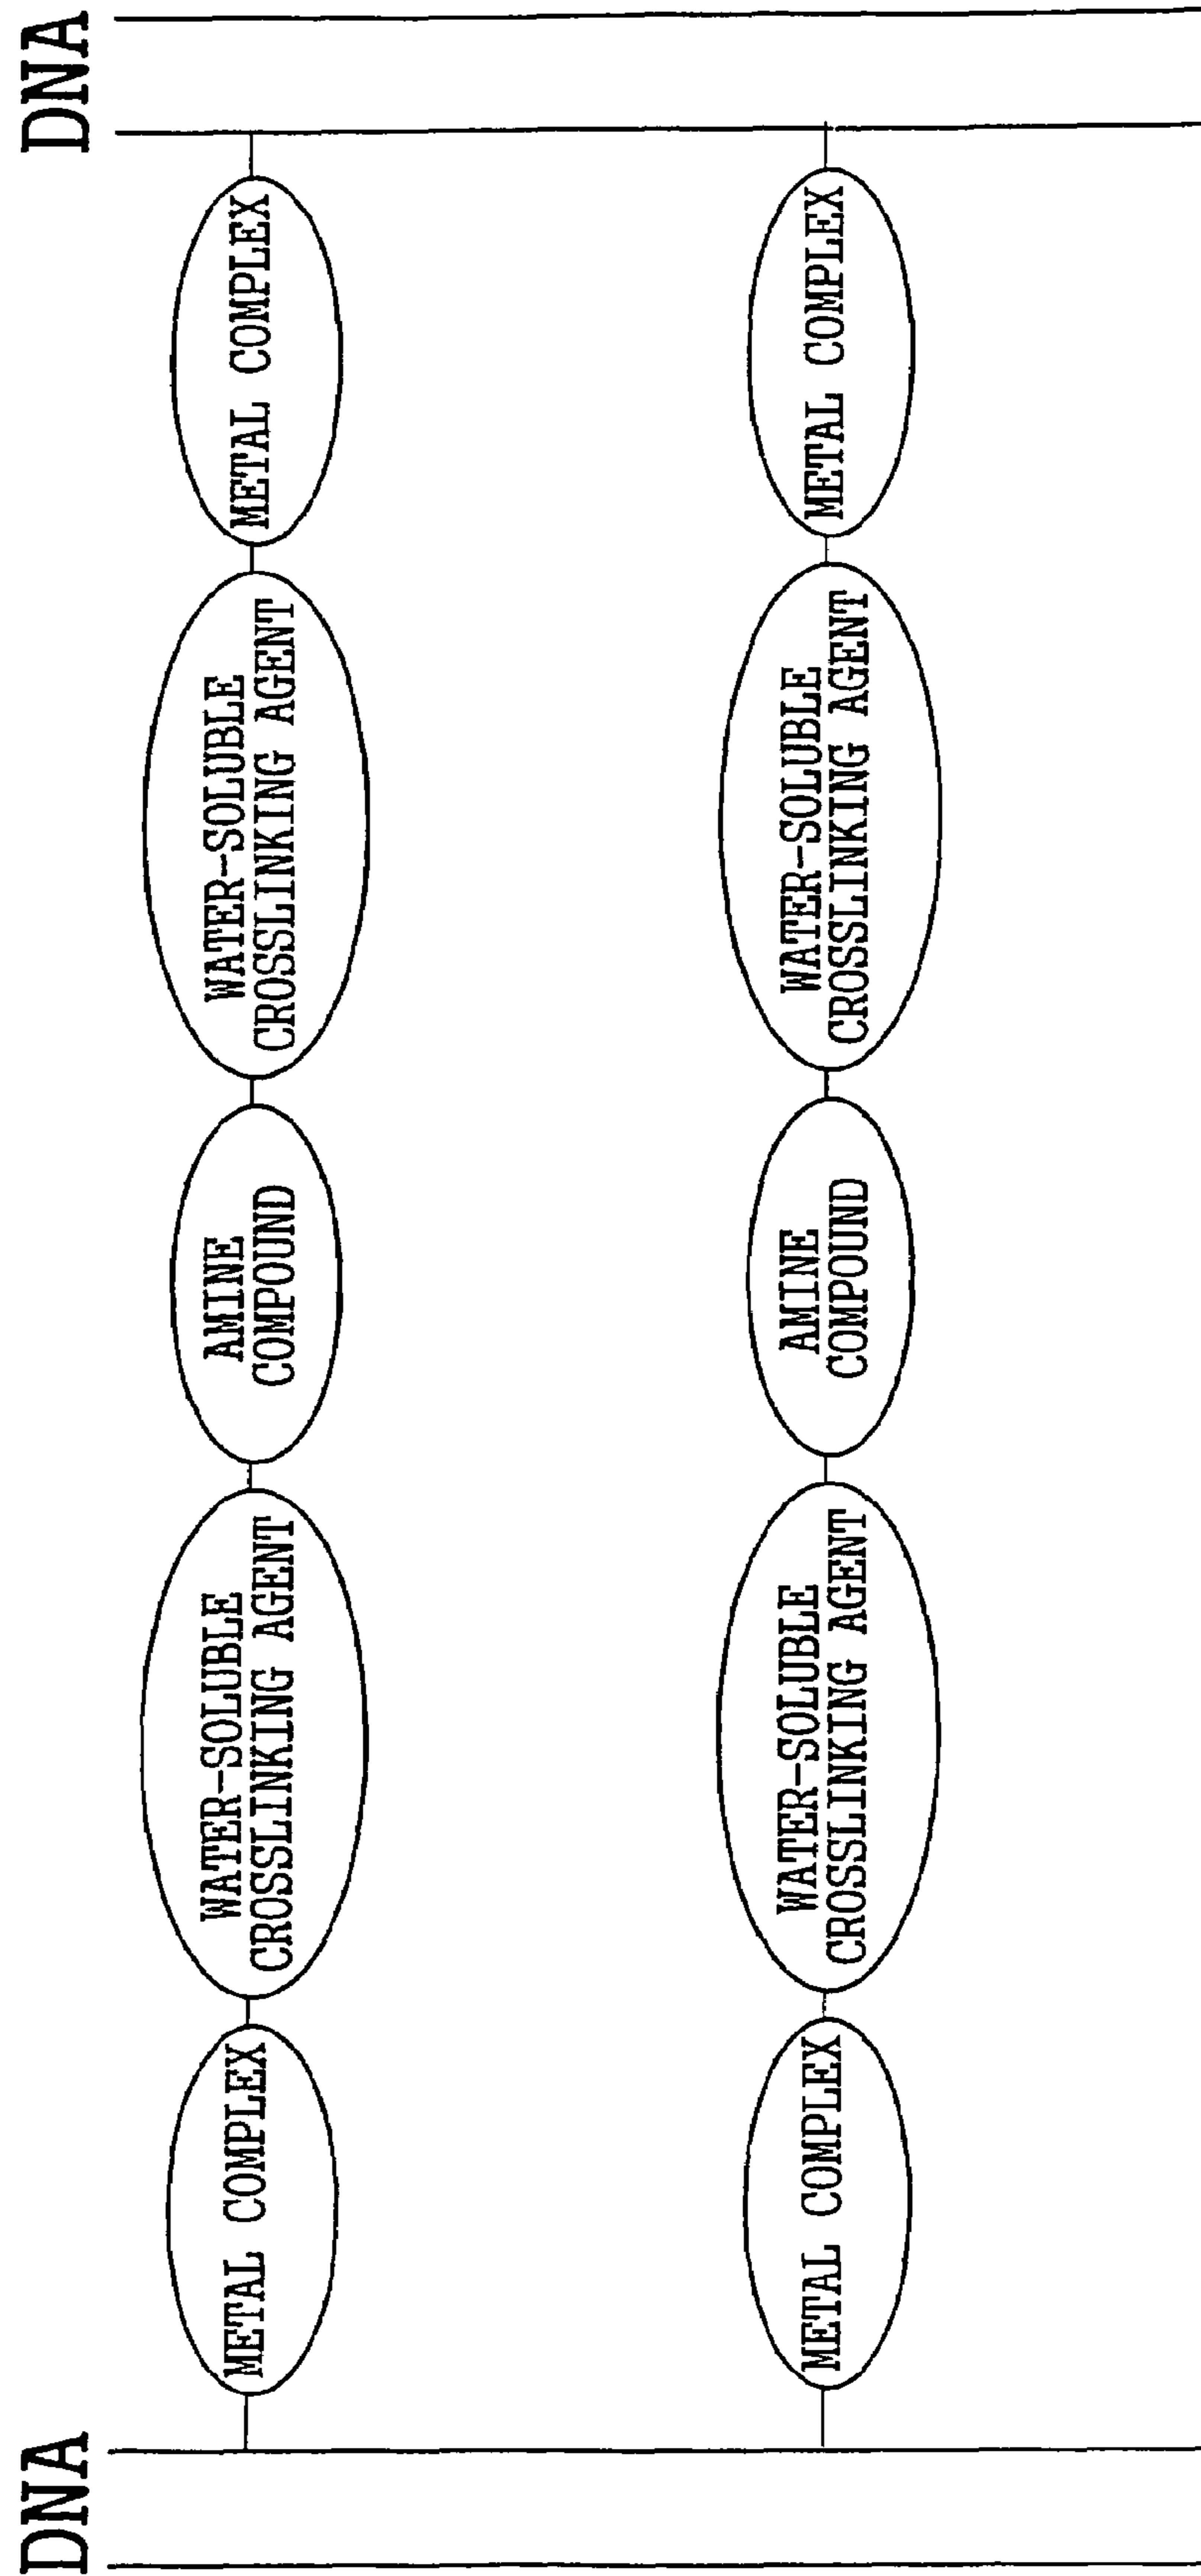 DNA
DNA
METAL COMPLEX
WATER-SOLUBLE
CROSSLINKING AGENT
AMINE
COMPOUND
WATER-SOLUBLE
CROSSLINKING AGENT
METAL COMPLEX
METAL COMPLEX
WATER-SOLUBLE
CROSSLINKING AGENT
AMINE
COMPOUND
WATER-SOLUBLE
CROSSLINKING AGENT
METAL COMPLEX